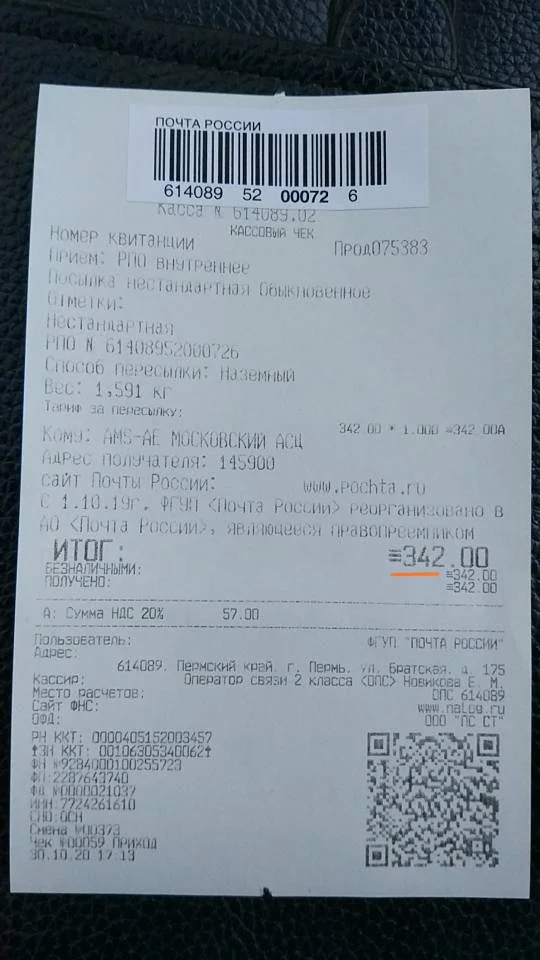 ПОЧТА РОССИИ
614089 52 00072 6
Касса N 614089.02
КАССОВЫЙ ЧЕК
Номер квитанции Прод075383
Прием: РПО внутреннее
Посылка нестандартная Обыкновенное
Отметки:
Нестандартная
РПО N 61408952000726
Способ пересылки: Наземный
Вес: 1,591 кг
Тариф за пересылку:
342.00 * 1.000 =342.00А
Кому: AMS-AE МОСКОВСКИЙ АСЦ
Адрес получателя: 145900
сайт Почты России: www.pochta.ru
С 1.10.19г. ФГУП <Почта России> реорганизовано в
АО <Почта России>, являющееся правопреемником
ИТОГ: =342.00
БЕЗНАЛИЧНЫМИ: =342.00
ПОЛУЧЕНО: =342.00
А: Сумма НДС 20% 57.00
Пользователь: ФГУП "ПОЧТА РОССИИ"
Адрес:
614089, Пермский край, г. Пермь, ул. Братская, д. 175
Кассир: Оператор связи 2 класса <ОПС> Новикова Е. М.
Место расчетов: ОПС 614089
Сайт ФНС: www.nalog.ru
ОФД: ООО "ПС СТ"
РН ККТ: 0000405152003457
ЗН ККТ: 00106305340062
ФН №9284000100255723
ФП:2287643740
ФД №0000021037
ИНН:7724261610
СНО:ОСН
Смена №00373
Чек №00059 ПРИХОД
30.10.20 17:13